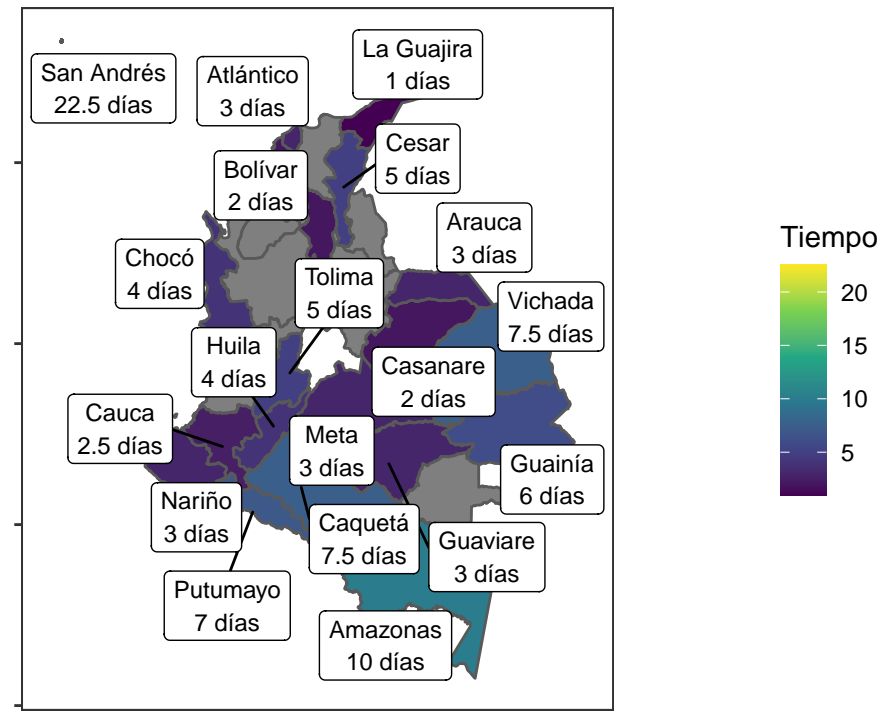 La Guajira
1 días
San Andrés
22.5 días
Atlántico
3 días
Cesar
5 días
Bolívar
2 días
Arauca
3 días
Chocó
4 días
Tolima
5 días
Vichada
7.5 días
Huila
4 días
Casanare
2 días
Cauca
2.5 días
Meta
3 días
Guainía
6 días
Nariño
3 días
Caquetá
7.5 días
Guaviare
3 días
Putumayo
7 días
Amazonas
10 días
Tiempo
20
15
10
5